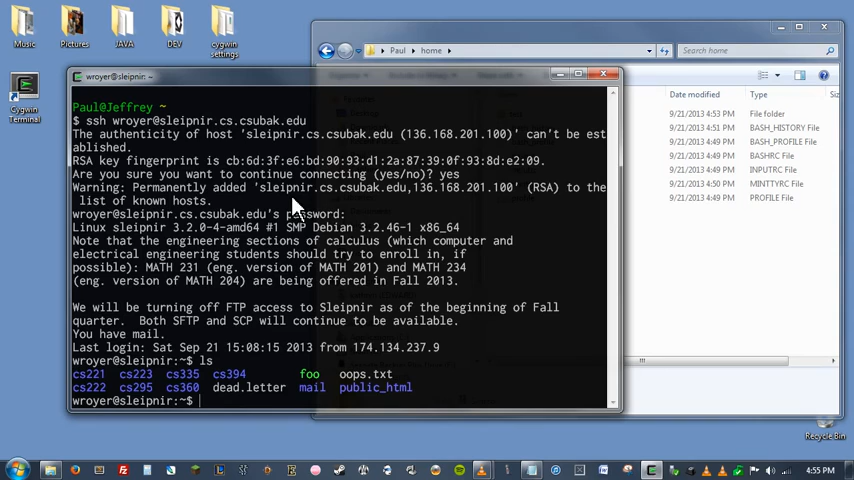 Music
Pictures
JAVA
DEV
cygwin
settings
Cygwin
Terminal
Paul
home
Search home
wroyer@sleipnir: ~
Paul@Jeffrey ~
$ ssh wroyer@sleipnir.cs.csubak.edu
The authenticity of host 'sleipnir.cs.csubak.edu (136.168.201.100)' can't be est
ablished.
RSA key fingerprint is cb:6d:3f:e6:bd:90:93:d1:2a:87:39:0f:93:8d:e2:09.
Are you sure you want to continue connecting (yes/no)? yes
Warning: Permanently added 'sleipnir.cs.csubak.edu,136.168.201.100' (RSA) to the
list of known hosts.
wroyer@sleipnir.cs.csubak.edu's password:
Linux sleipnir 3.2.0-4-amd64 #1 SMP Debian 3.2.46-1 x86_64
Note that the engineering sections of calculus (which computer and
electrical engineering students should try to enroll in, if
possible): MATH 231 (eng. version of MATH 201) and MATH 234
(eng. version of MATH 204) are being offered in Fall 2013.
We will be turning off FTP access to Sleipnir as of the beginning of Fall
quarter.  Both SFTP and SCP will continue to be available.
You have mail.
Last login: Sat Sep 21 15:08:15 2013 from 174.134.237.9
wroyer@sleipnir:~$ ls
cs221 cs223 cs335 cs394 foo oops.txt
cs222 cs295 cs360 dead.letter mail public_html
wroyer@sleipnir:~$
Date modified Type
9/21/2013 4:53 PM File folder
9/21/2013 4:49 PM BASH_HISTORY File
9/21/2013 4:49 PM BASH_PROFILE File
9/21/2013 4:49 PM BASHRC File
9/21/2013 4:49 PM INPUTRC File
9/21/2013 4:49 PM MINTTYRC File
9/21/2013 4:49 PM PROFILE File
Recycle Bin
4:55 PM